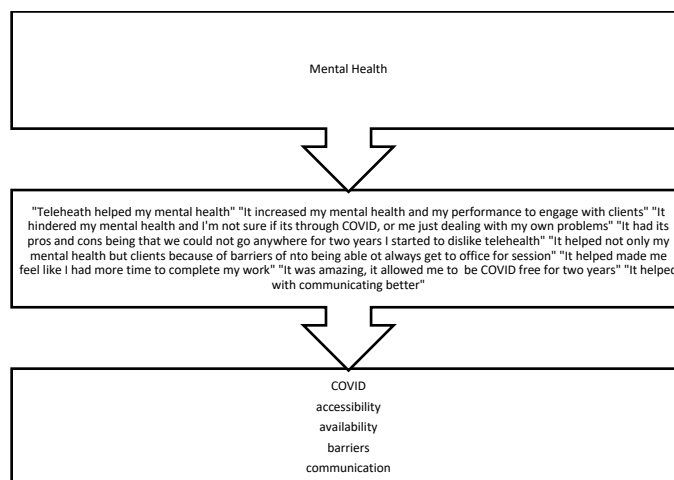 Mental Health
"Teleheath helped my mental health" "It increased my mental health and my performance to engage with clients" "It
hindered my mental health and I'm not sure if its through COVID, or me just dealing with my own problems" "It had its
pros and cons being that we could not go anywhere for two years I started to dislike telehealth" "It helped not only my
mental health but clients because of barriers of nto being able ot always get to office for session" "It helped made me
feel like I had more time to complete my work" "It was amazing, it allowed me to be COVID free for two years" "It helped
with communicating better"
COVID
accessibility
availability
barriers
communication